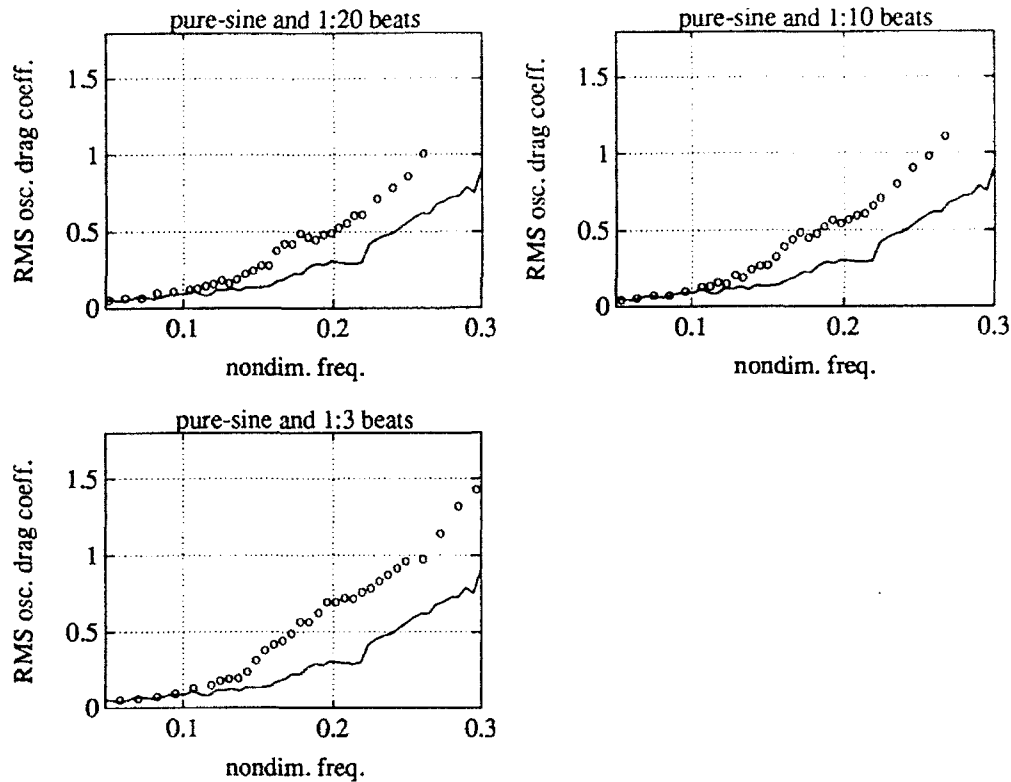 pure-sine and 1:20 beats
RMS osc. drag coeff.
1.5
1
0.5
0
0.1
0.2
0.3
nondim. freq.
pure-sine and 1:10 beats
RMS osc. drag coeff.
1.5
1
0.5
0
0.1
0.2
0.3
nondim. freq.
pure-sine and 1:3 beats
RMS osc. drag coeff.
1.5
1
0.5
0
0.1
0.2
0.3
nondim. freq.